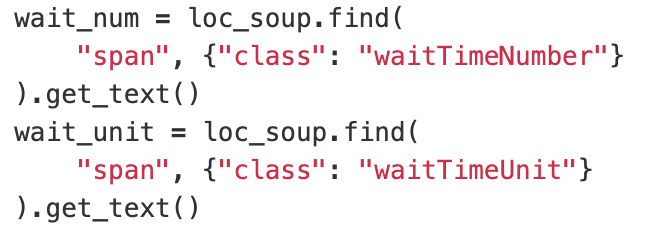 wait_num = loc_soup.find(
    "span", {"class": "waitTimeNumber"}
).get_text()
wait_unit = loc_soup.find(
    "span", {"class": "waitTimeUnit"}
).get_text()